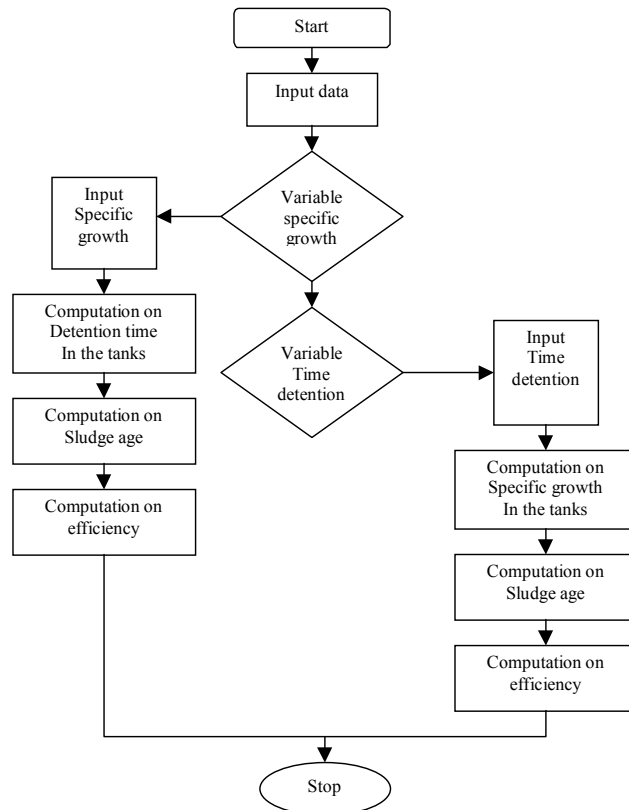 Start
Input data
Variable
specific
growth
Input
Specific
growth
Computation on
Detention time
In the tanks
Computation on
Sludge age
Computation on
efficiency
Variable
Time
detention
Input
Time
detention
Computation on
Specific growth
In the tanks
Computation on
Sludge age
Computation on
efficiency
Stop